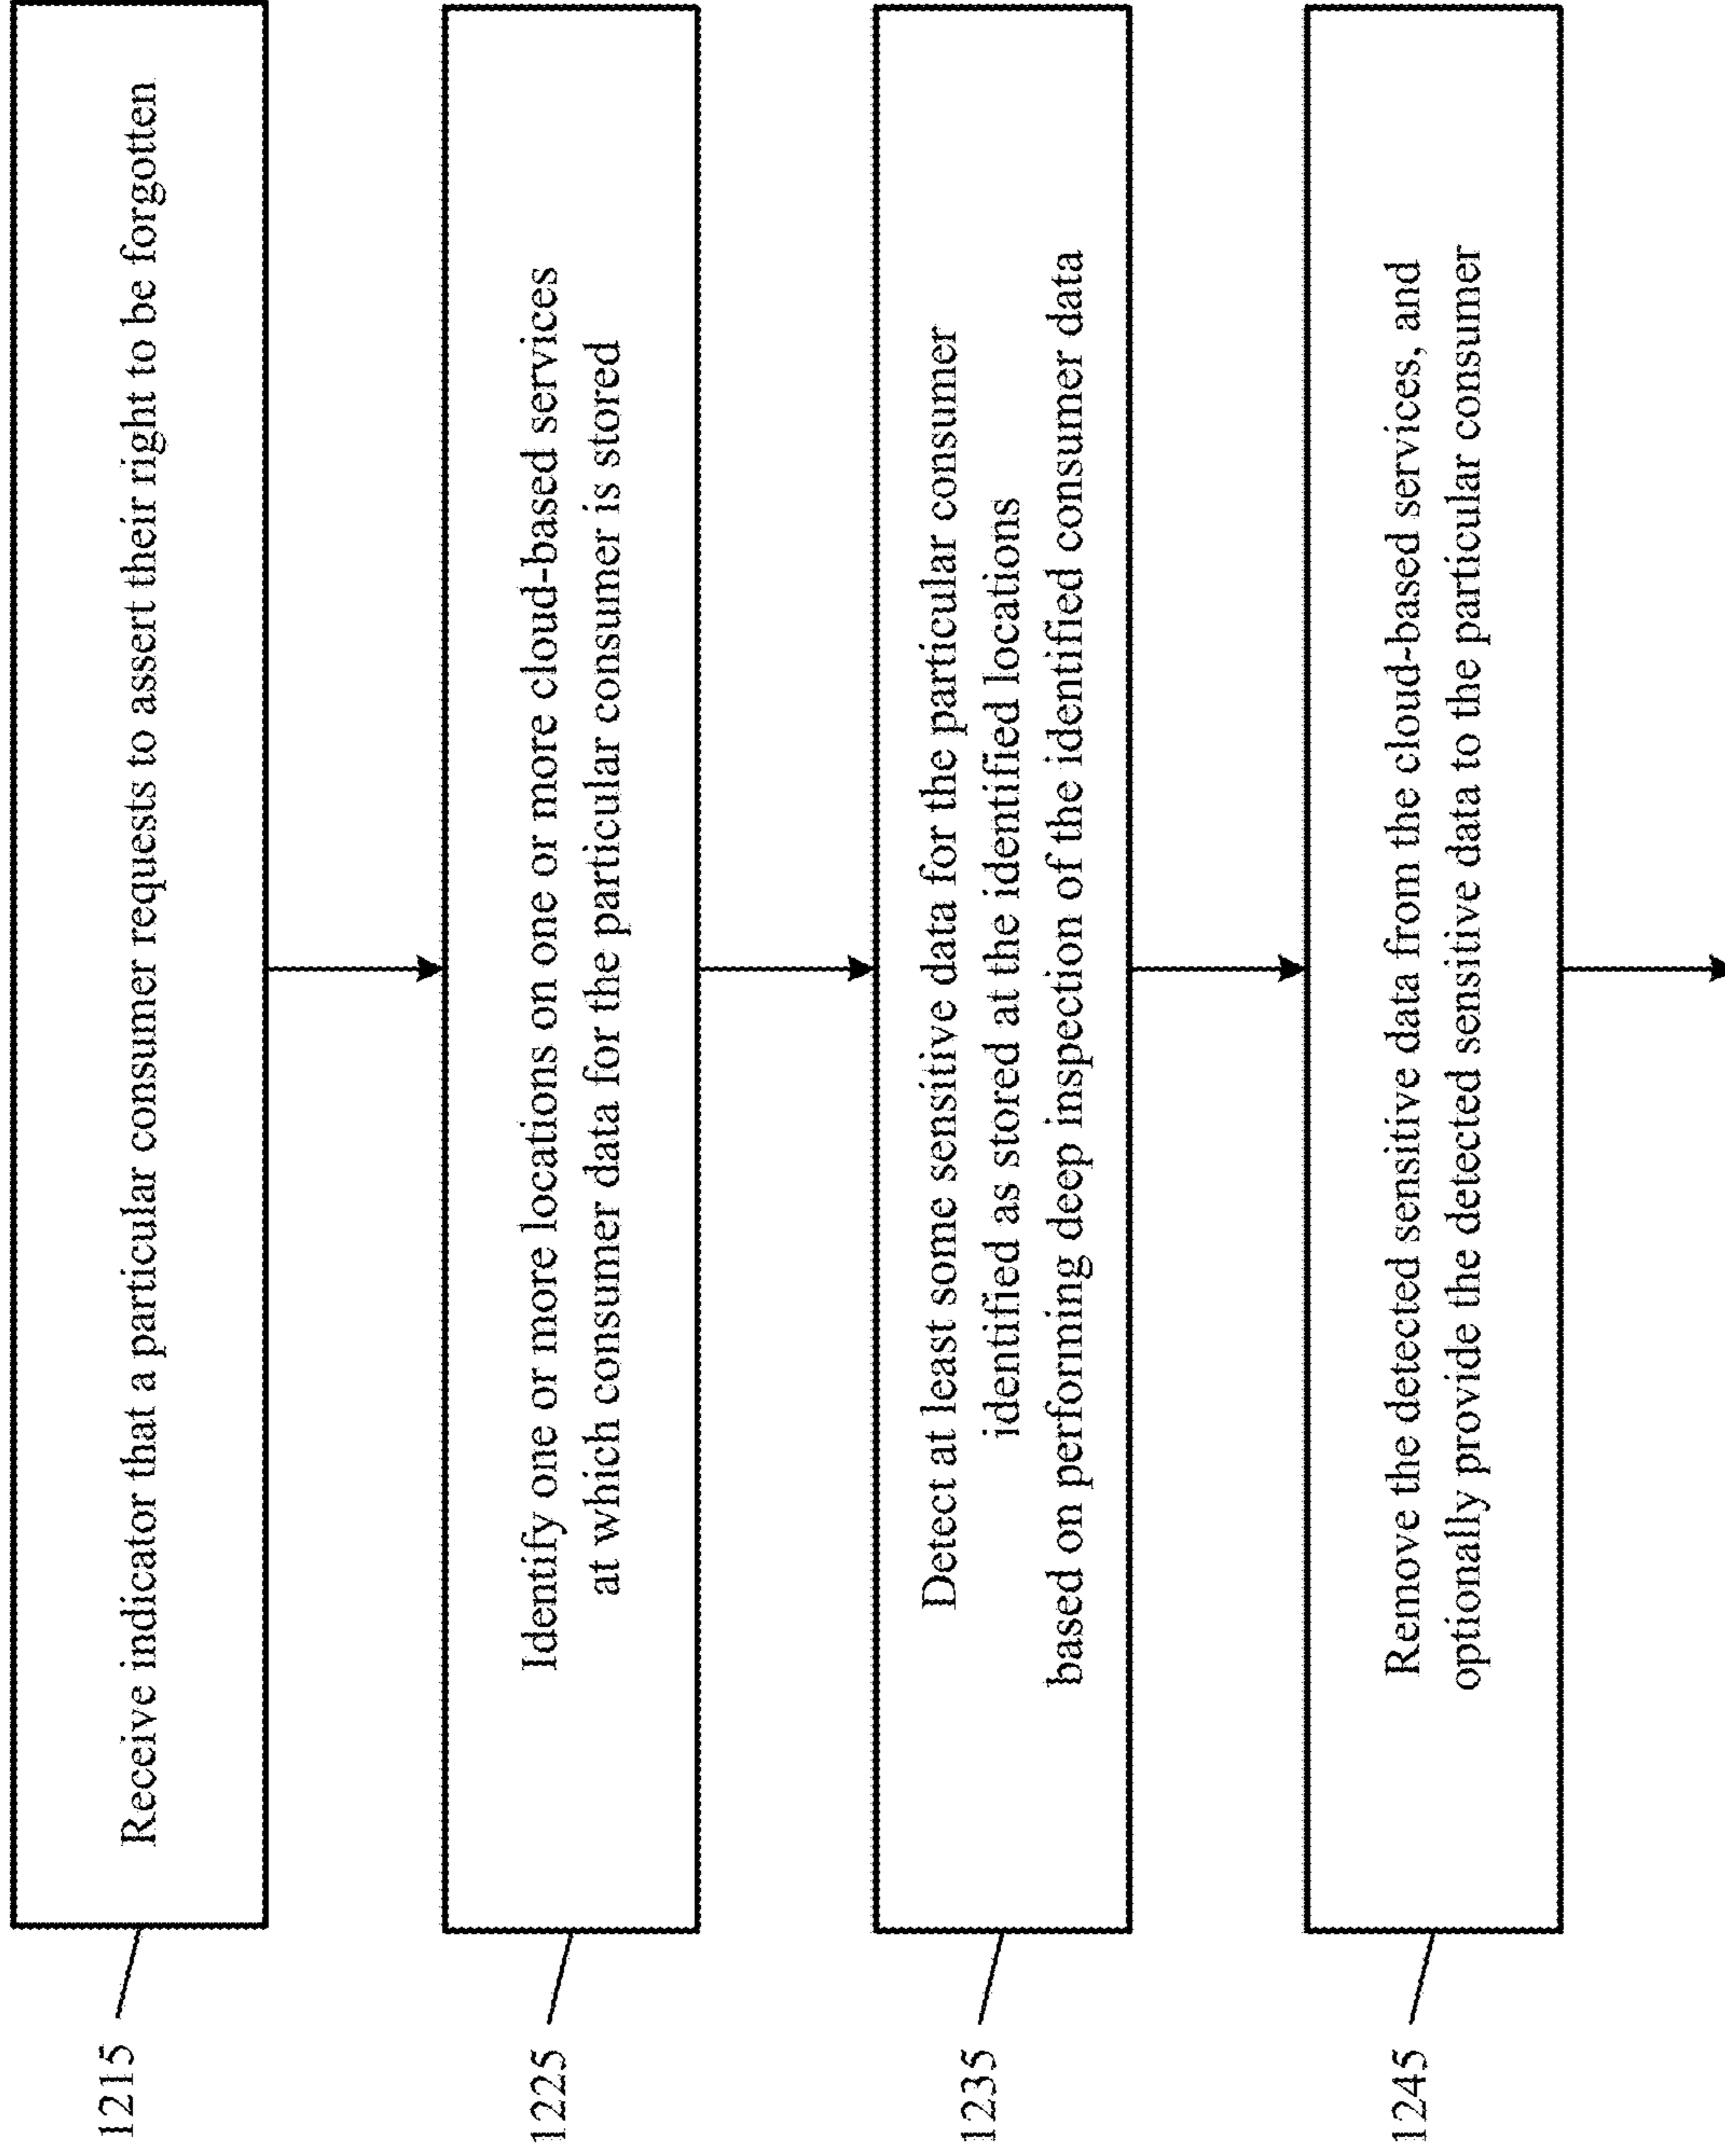 1215
Receive indicator that a particular consumer requests to assert their right to be forgotten
1225
Identify one or more locations on one or more cloud-based services
at which consumer data for the particular consumer is stored
1235
Detect at least some sensitive data for the particular consumer
identified as stored at the identified locations
based on performing deep inspection of the identified consumer data
1245
Remove the detected sensitive data from the cloud-based services, and
optionally provide the detected sensitive data to the particular consumer